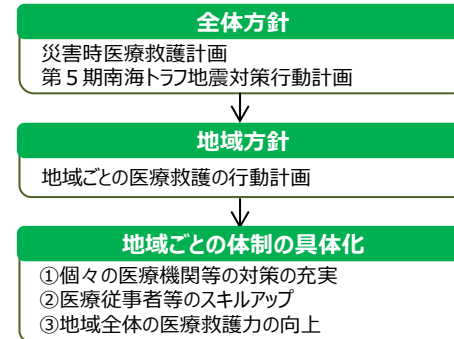 全体方針
災害時医療救護計画
第５期南海トラフ地震対策行動計画
地域方針
地域ごとの医療救護の行動計画
地域ごとの体制の具体化
①個々の医療機関等の対策の充実
②医療従事者等のスキルアップ
③地域全体の医療救護力の向上